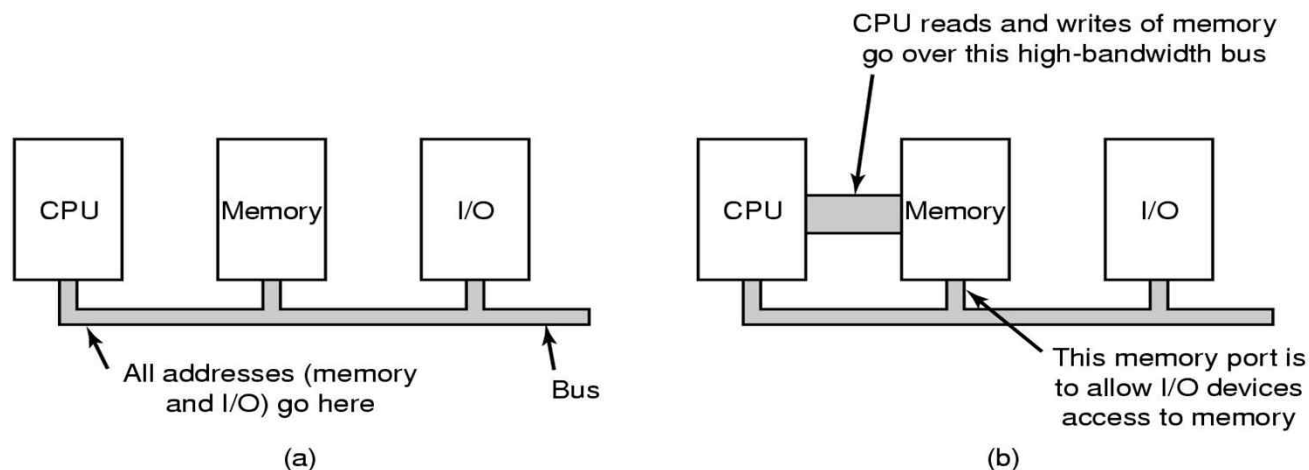 CPU reads and writes of memory
go over this high-bandwidth bus
CPU
Memory
I/O
CPU
Memory
I/O
All addresses (memory
and I/O) go here
Bus
This memory port is
to allow I/O devices
access to memory
(a)
(b)